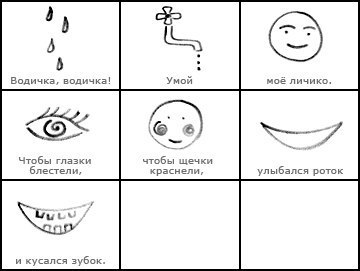 Водичка, водичка!
Умой
моё личико.
Чтобы глазки
блестели,
чтобы щечки
краснели,
улыбался роток
и кусался зубок.